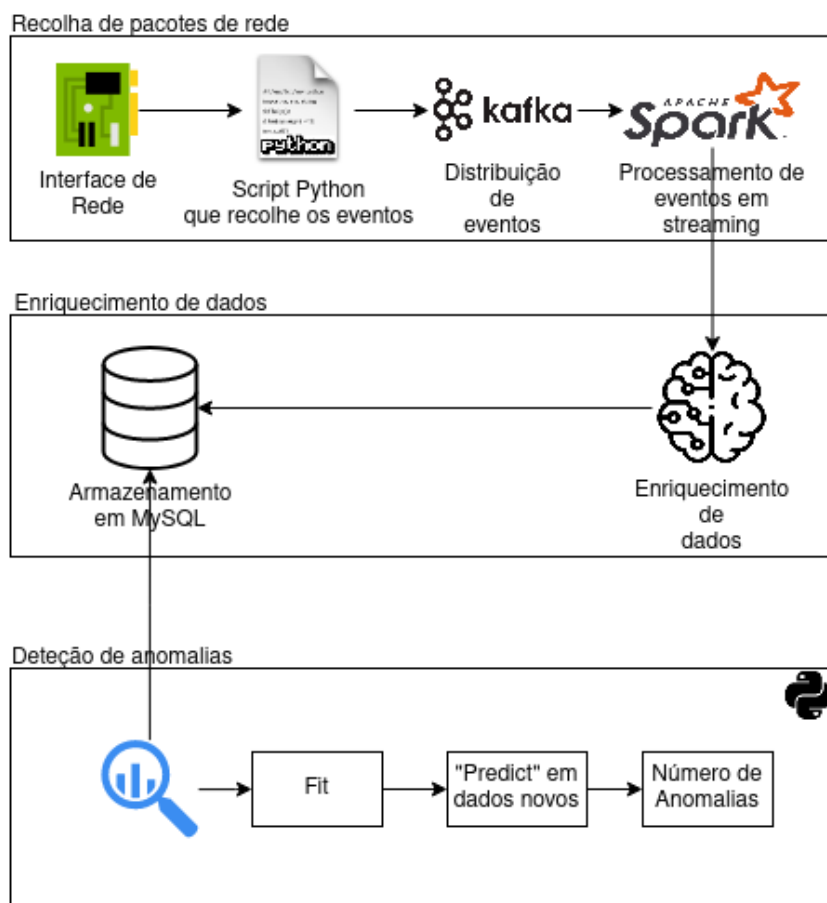 Recolha de pacotes de rede
python
kafka
APACHE
Spark
Interface de
Rede
Script Python
que recolhe os eventos
Distribuição
de
eventos
Processamento de
eventos em
streaming
Enriquecimento de dados
Armazenamento
em MySQL
Enriquecimento
de
dados
Deteção de anomalias
Fit
"Predict" em
dados novos
Número de
Anomalias